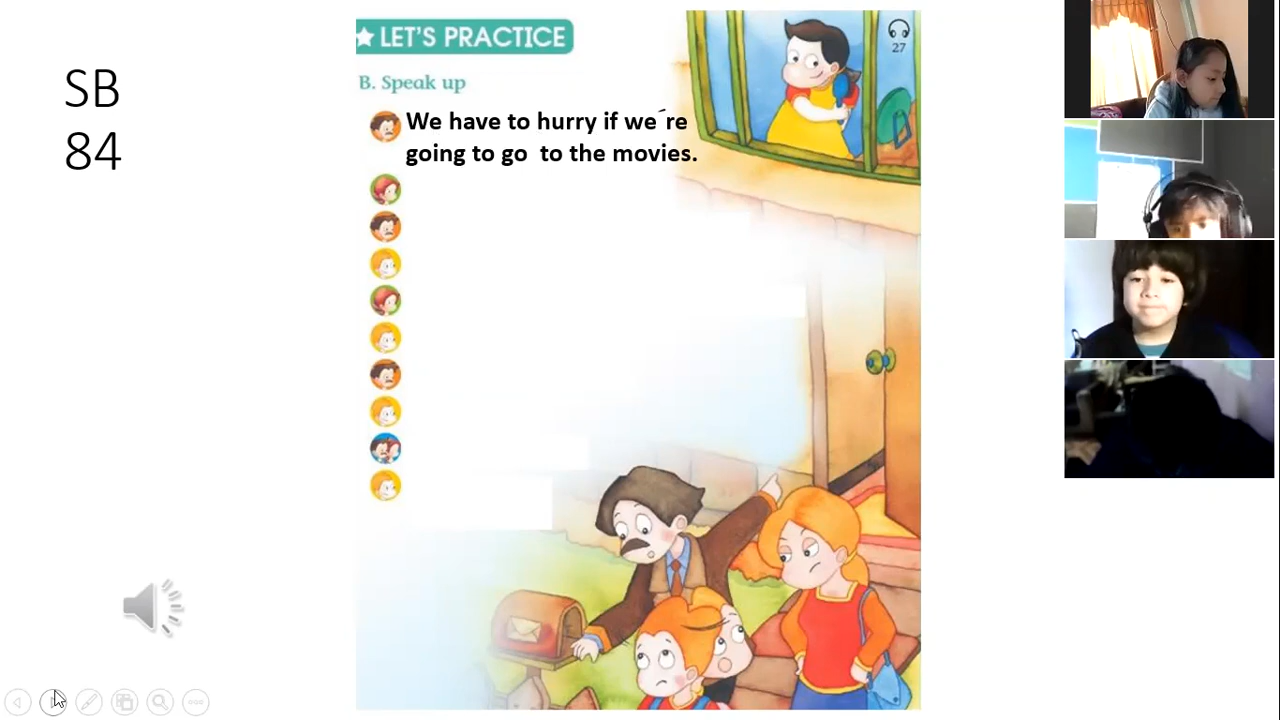 SB
84
LET'S PRACTICE
27
B. Speak up
We have to hurry if we´re
going to go  to the movies.